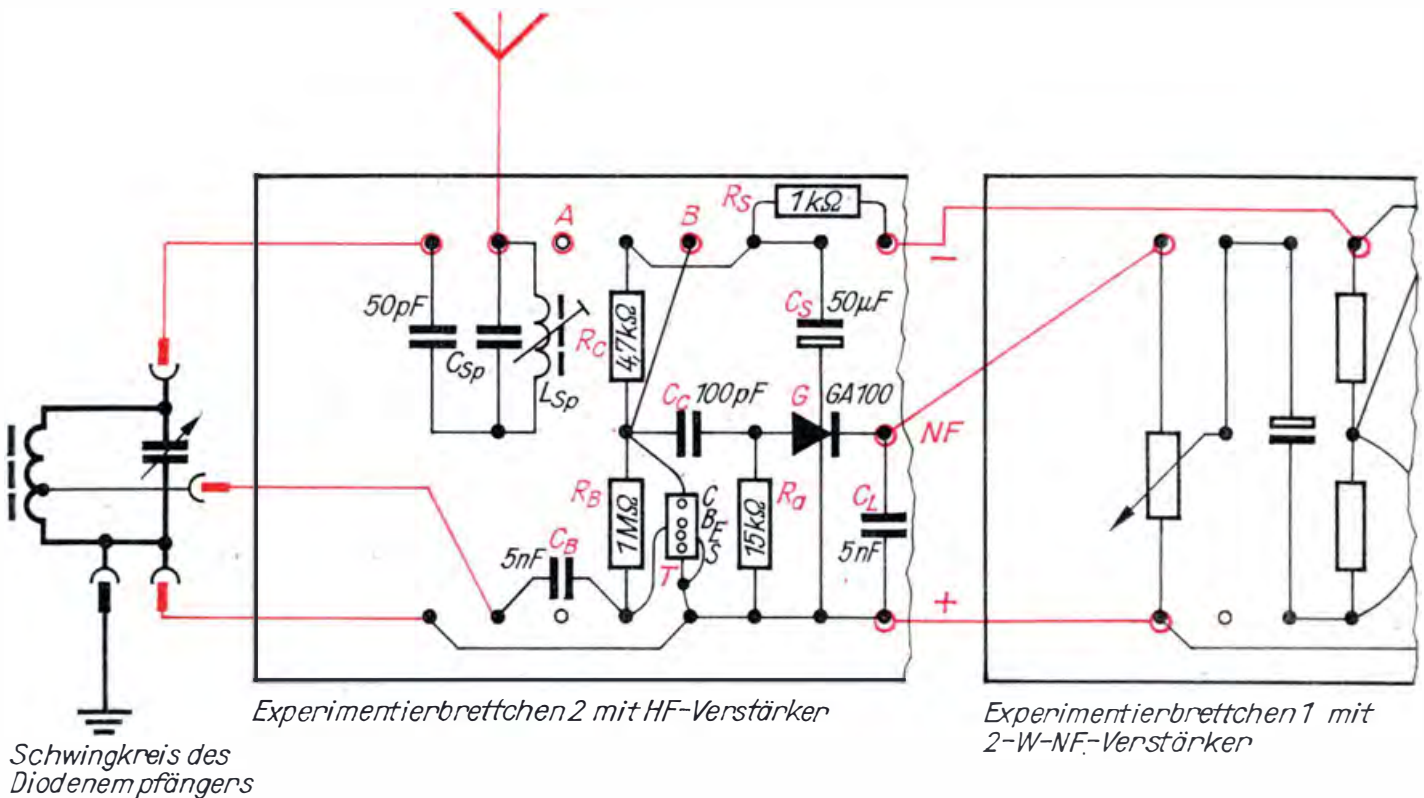 A
B
R_S
1kΩ
−
50pF
C_Sp
L_Sp
R_C
4,7kΩ
C_S
50µF
C_C
100pF
G
GA100
NF
R_B
1MΩ
C
B
E
S
T
R_a
15kΩ
C_L
5nF
5nF
C_B
+
Experimentierbrettchen 2 mit HF-Verstärker
Experimentierbrettchen 1 mit
2-W-NF-Verstärker
Schwingkreis des
Diodenempfängers